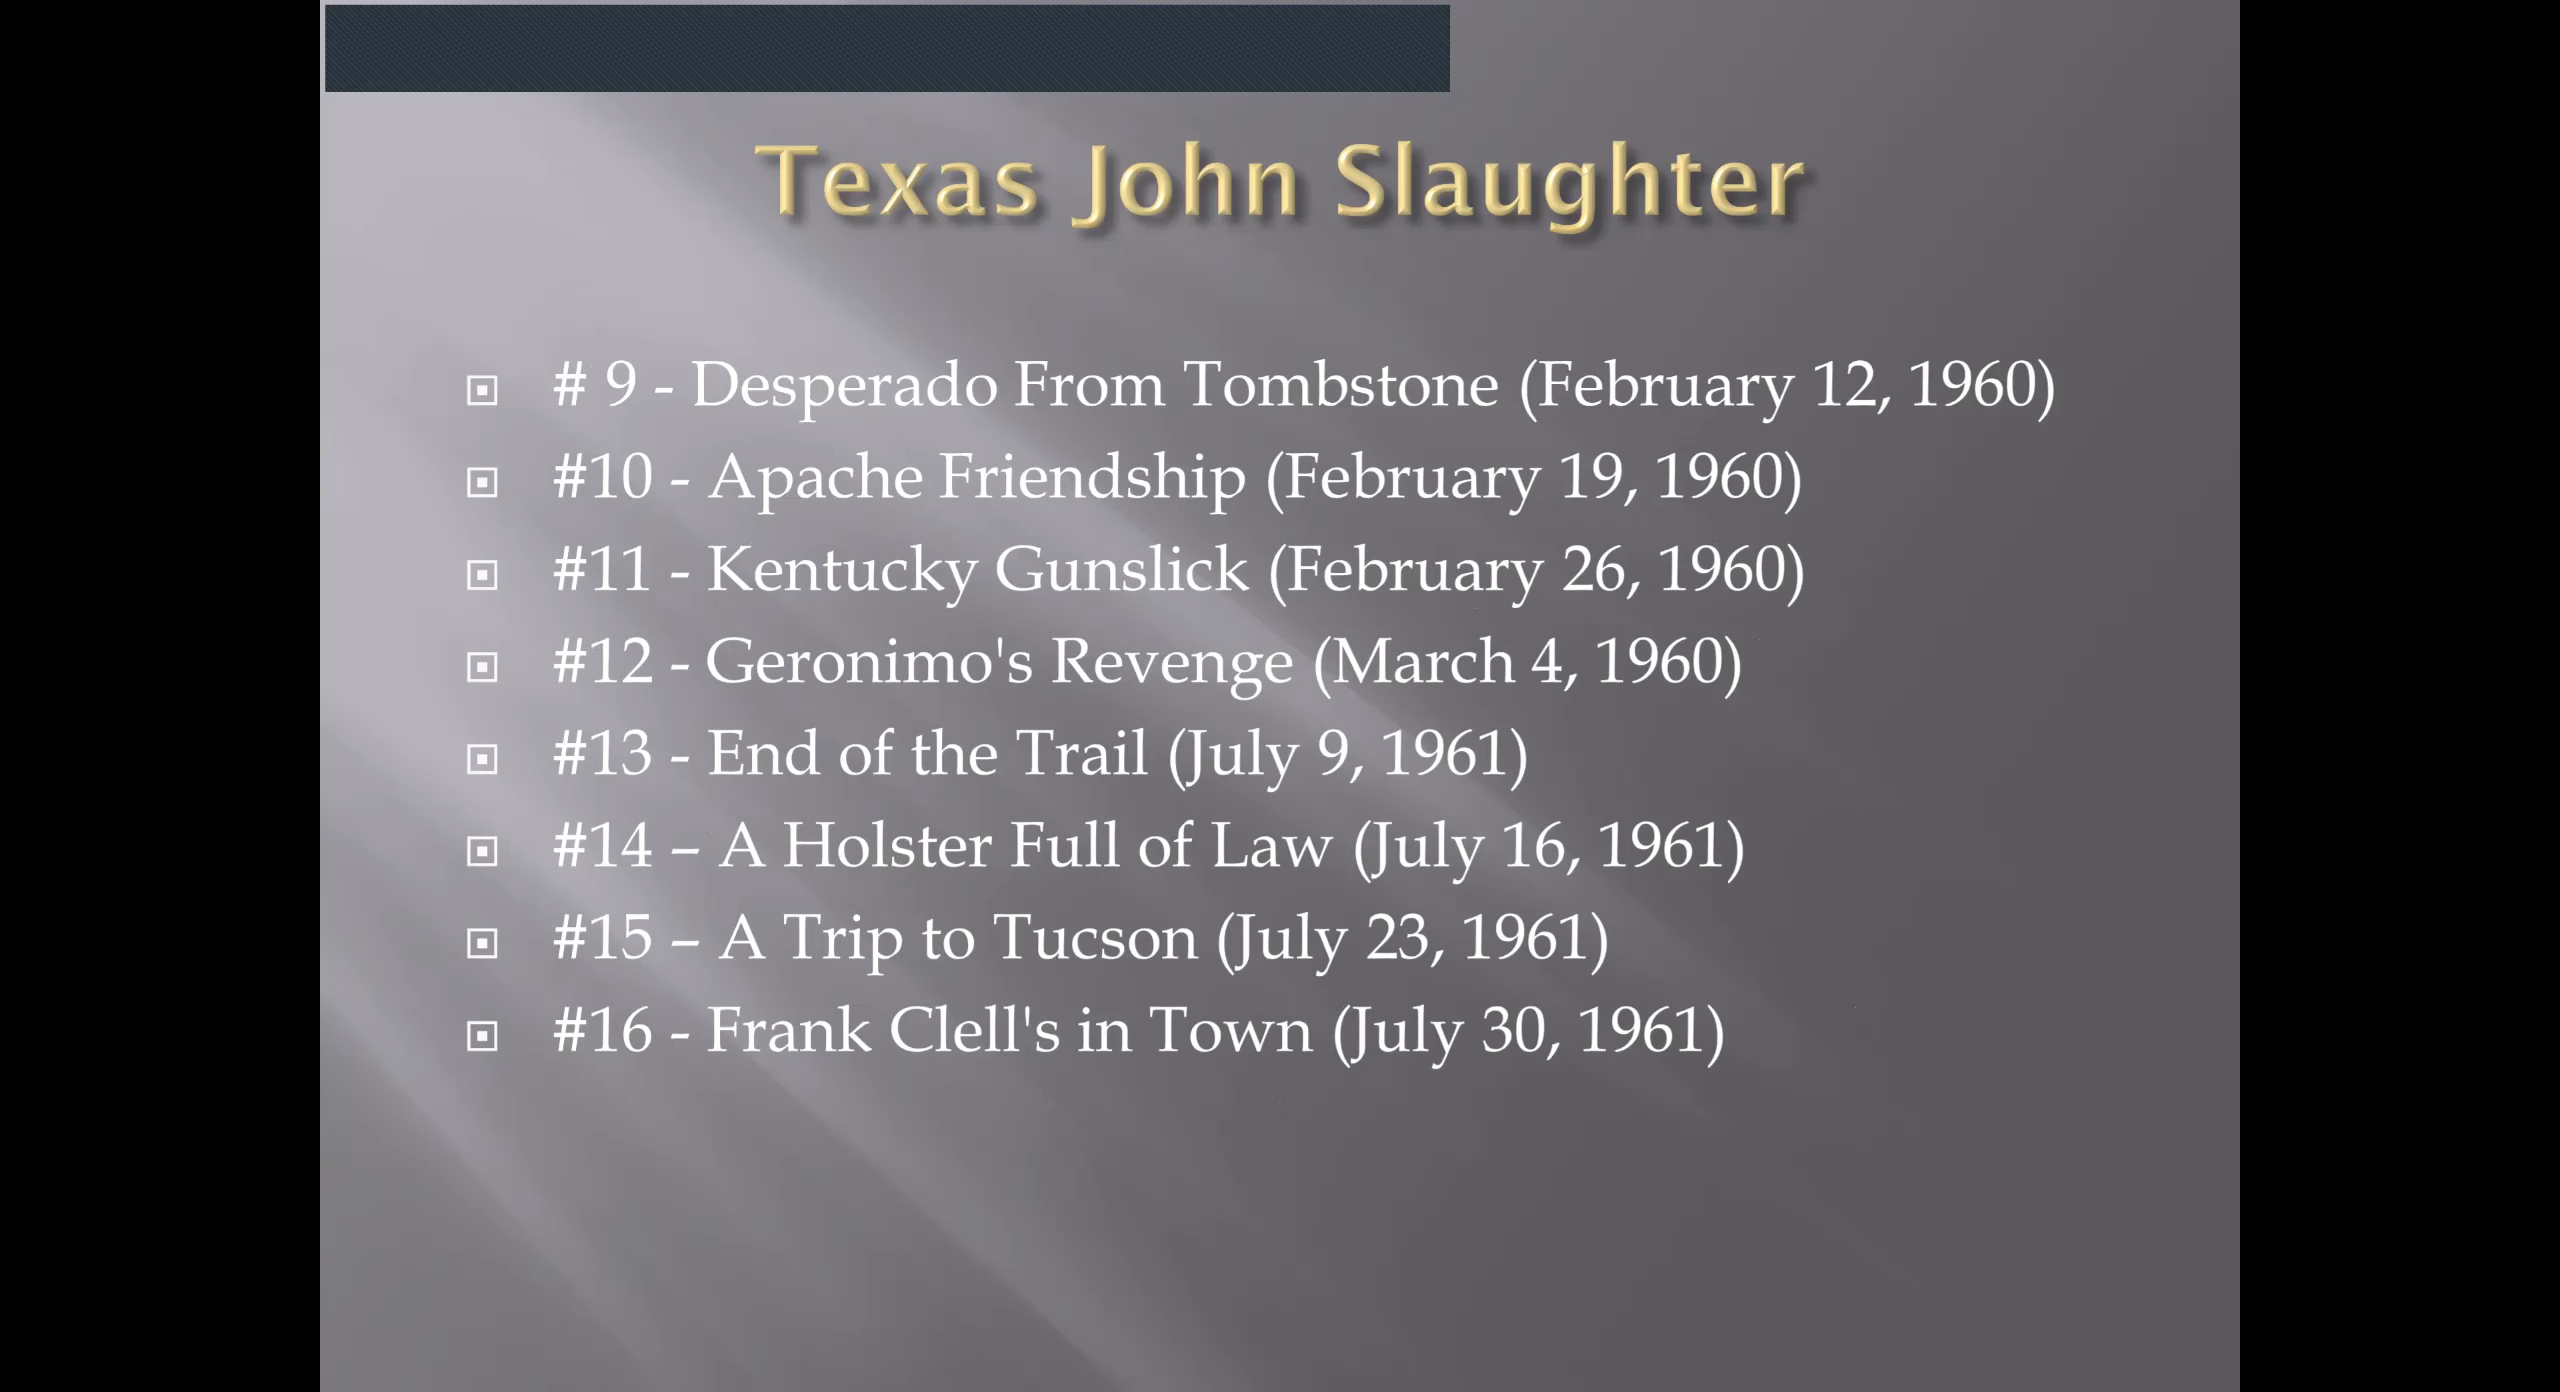 Texas John Slaughter
# 9 - Desperado From Tombstone (February 12, 1960)
#10 - Apache Friendship (February 19, 1960)
#11 - Kentucky Gunslick (February 26, 1960)
#12 - Geronimo's Revenge (March 4, 1960)
#13 - End of the Trail (July 9, 1961)
#14 – A Holster Full of Law (July 16, 1961)
#15 – A Trip to Tucson (July 23, 1961)
#16 - Frank Clell's in Town (July 30, 1961)